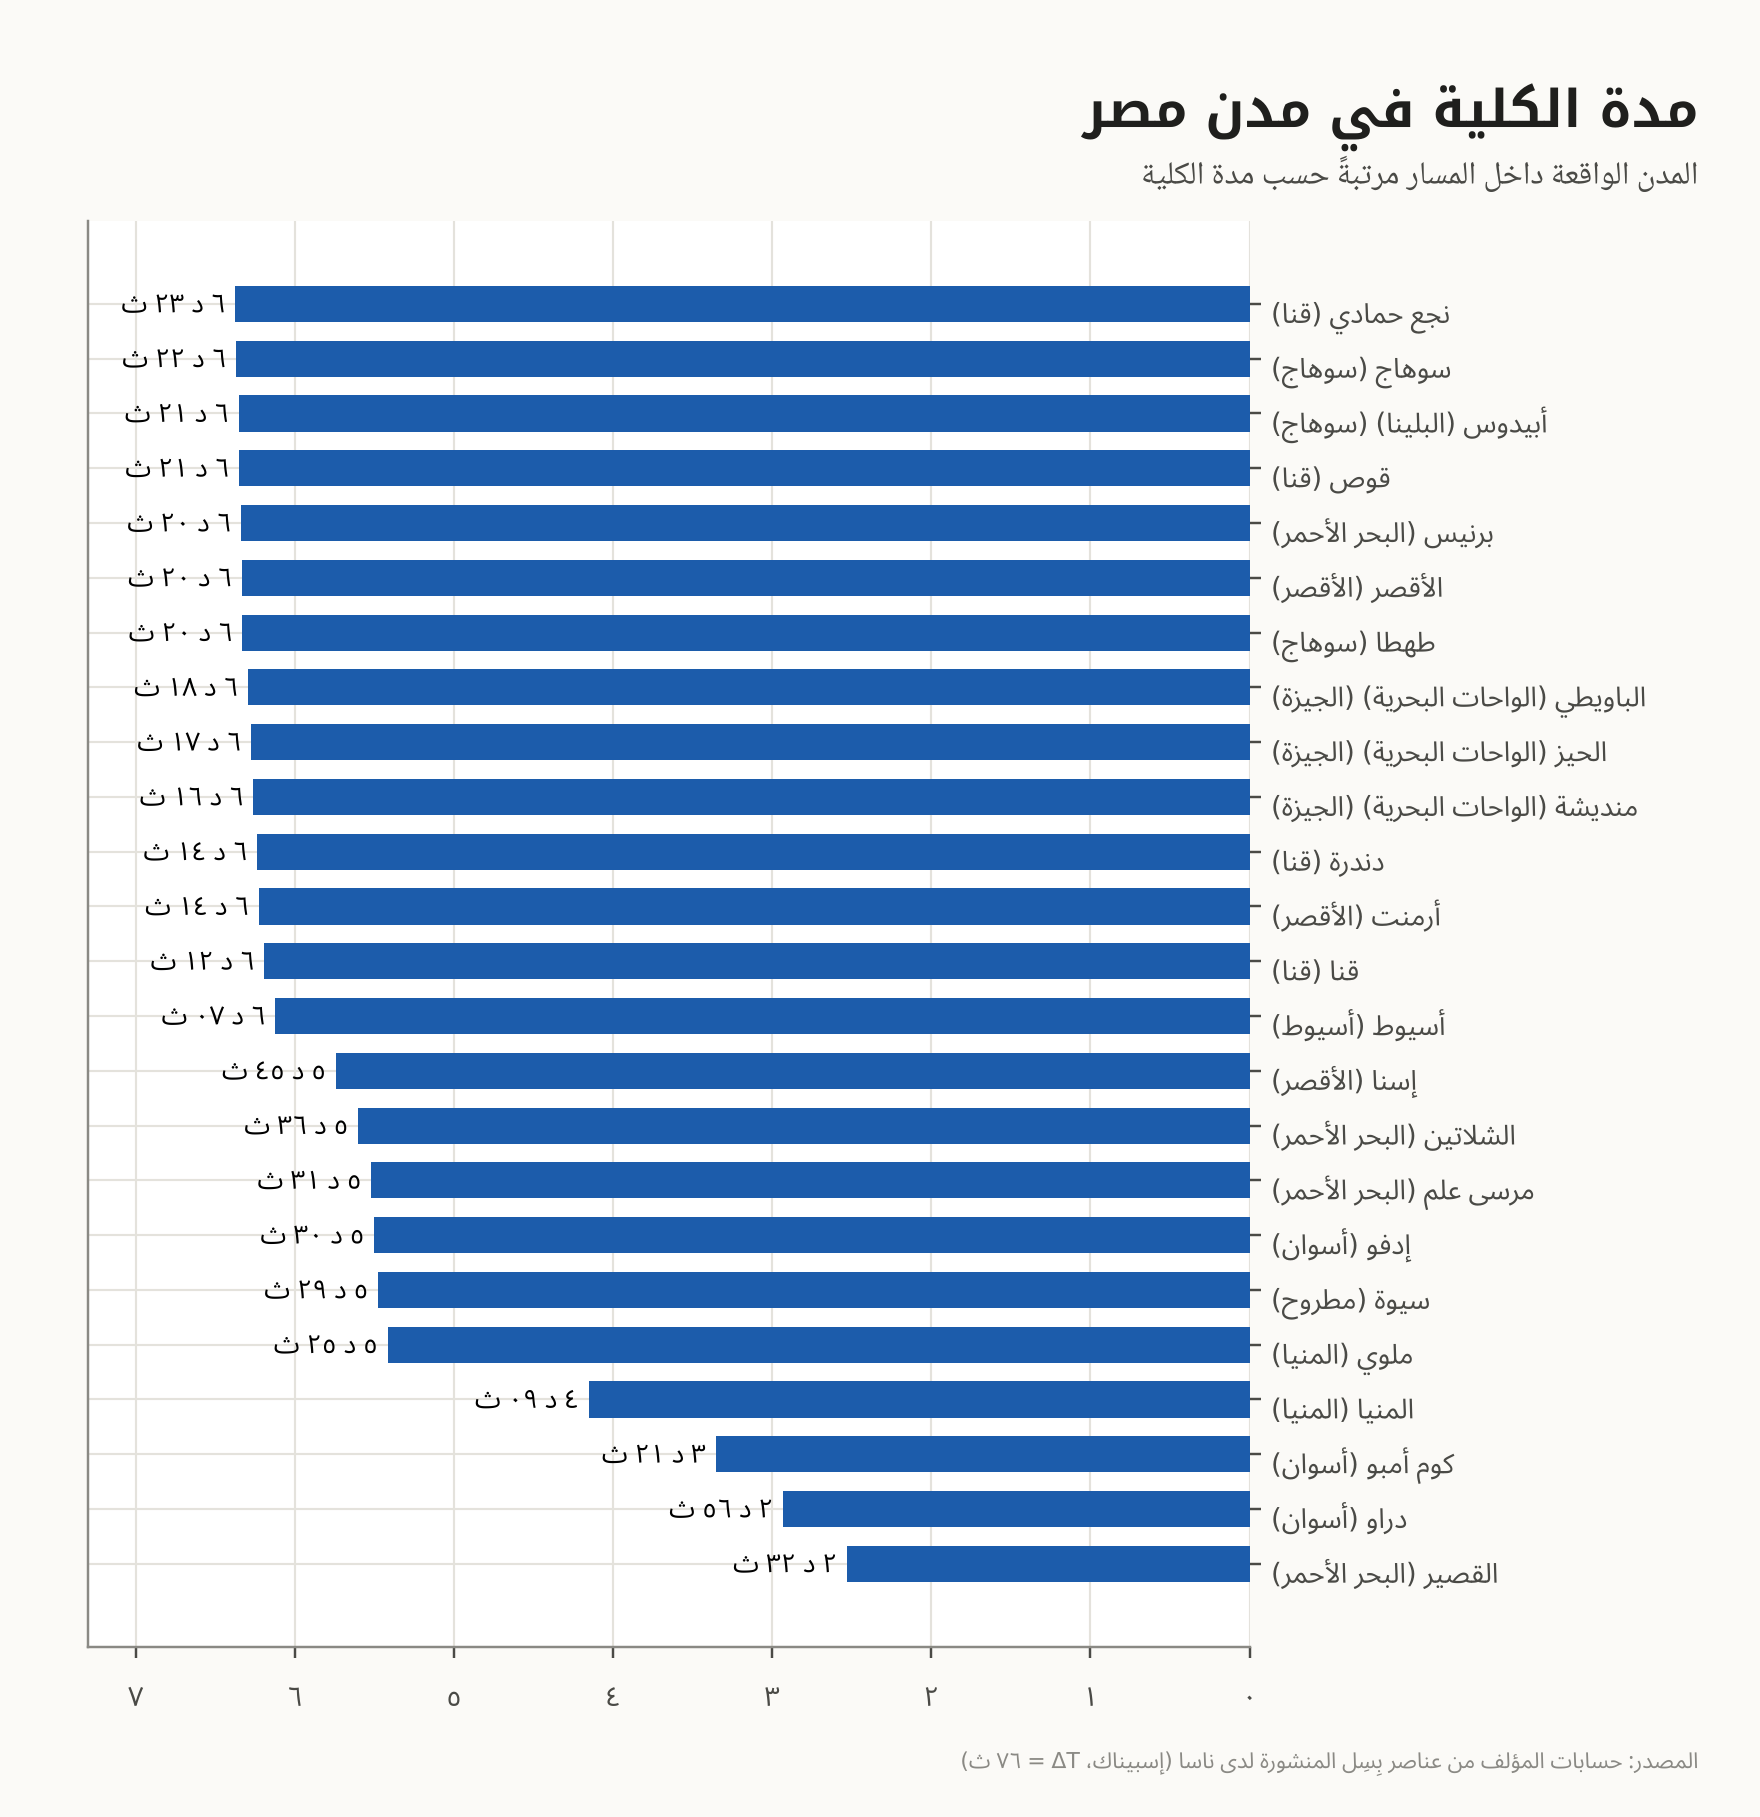 مدة الكلية في مدن مصر
المدن الواقعة داخل المسار مرتبةً حسب مدة الكلية
نجع حمادي (قنا) ٦ د ٢٣ ث
سوهاج (سوهاج) ٦ د ٢٢ ث
أبيدوس (البلينا) (سوهاج) ٦ د ٢١ ث
قوص (قنا) ٦ د ٢١ ث
برنيس (البحر الأحمر) ٦ د ٢٠ ث
الأقصر (الأقصر) ٦ د ٢٠ ث
طهطا (سوهاج) ٦ د ٢٠ ث
الباويطي (الواحات البحرية) (الجيزة) ٦ د ١٨ ث
الحيز (الواحات البحرية) (الجيزة) ٦ د ١٧ ث
منديشة (الواحات البحرية) (الجيزة) ٦ د ١٦ ث
دندرة (قنا) ٦ د ١٤ ث
أرمنت (الأقصر) ٦ د ١٤ ث
قنا (قنا) ٦ د ١٢ ث
أسيوط (أسيوط) ٦ د ٠٧ ث
إسنا (الأقصر) ٥ د ٤٥ ث
الشلاتين (البحر الأحمر) ٥ د ٣٦ ث
مرسى علم (البحر الأحمر) ٥ د ٣١ ث
إدفو (أسوان) ٥ د ٣٠ ث
سيوة (مطروح) ٥ د ٢٩ ث
ملوي (المنيا) ٥ د ٢٥ ث
المنيا (المنيا) ٤ د ٠٩ ث
كوم أمبو (أسوان) ٣ د ٢١ ث
دراو (أسوان) ٢ د ٥٦ ث
القصير (البحر الأحمر) ٢ د ٣٢ ث
٠ ١ ٢ ٣ ٤ ٥ ٦ ٧
المصدر: حسابات المؤلف من عناصر بِسِل المنشورة لدى ناسا (إسبيناك، ΔT = ٧٦ ث)